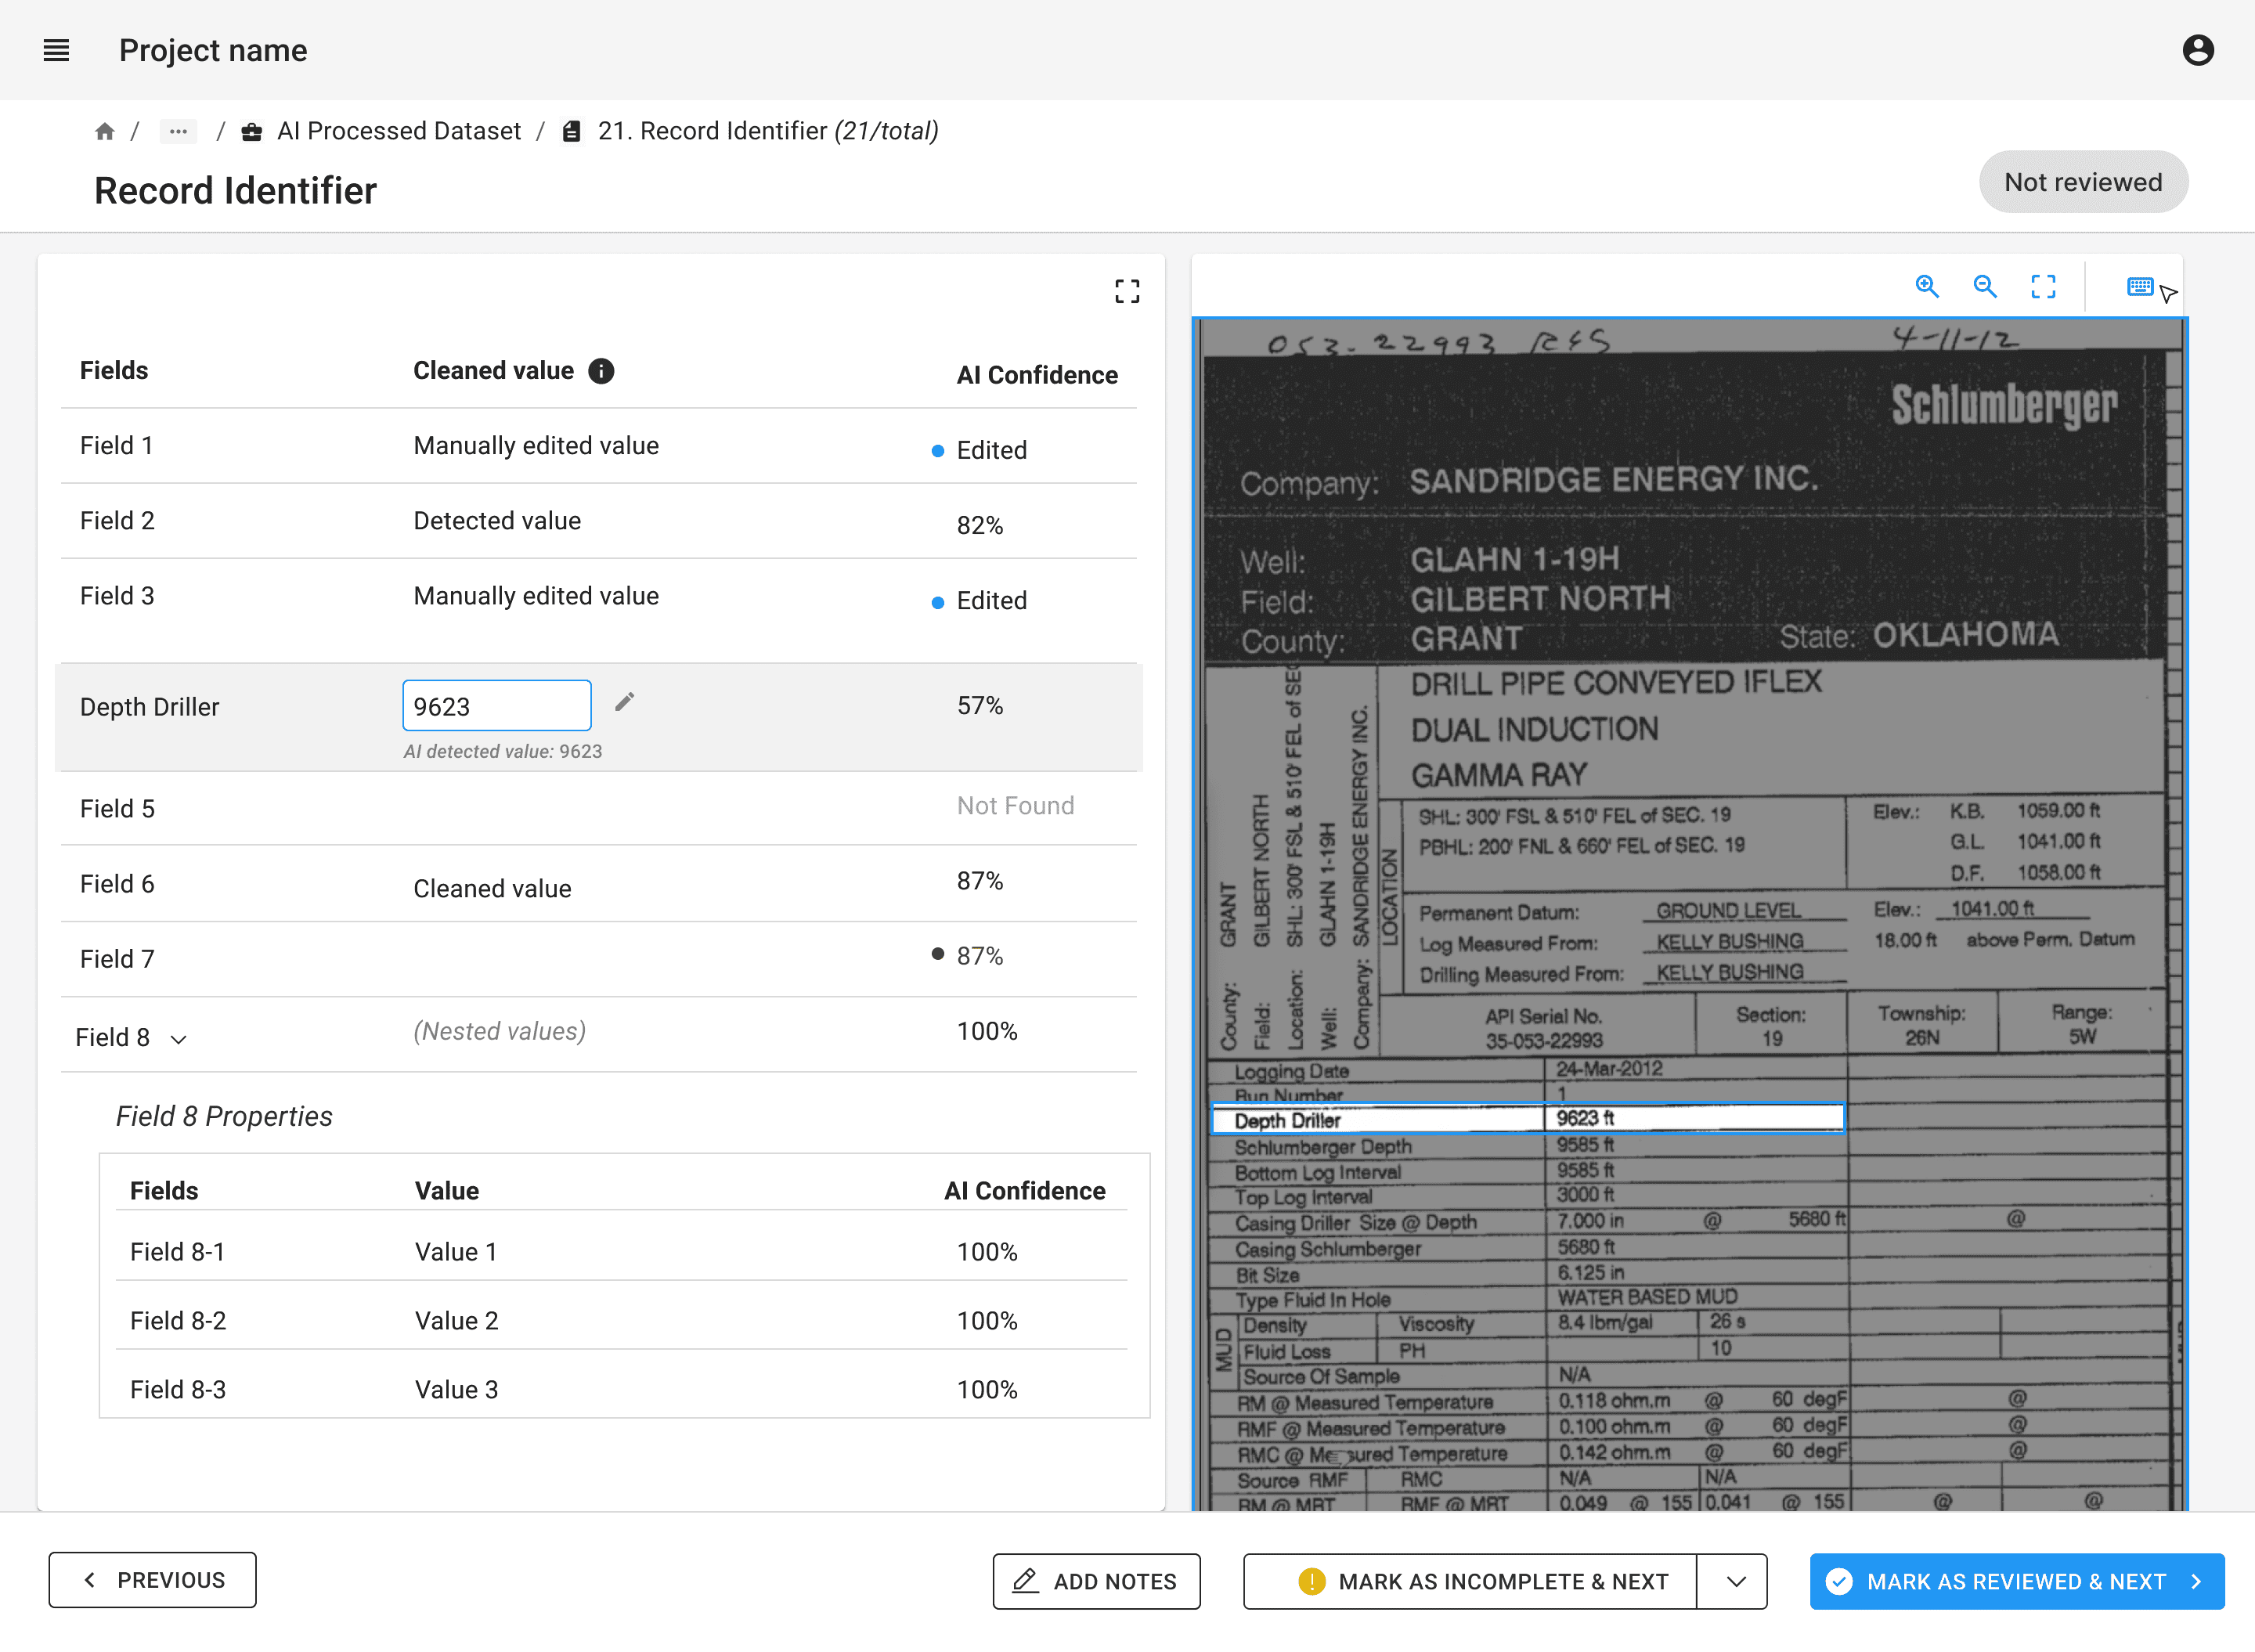 Project name
/ ... / AI Processed Dataset / 21. Record Identifier (21/total)
Record Identifier
Not reviewed
Fields Cleaned value AI Confidence
Field 1 Manually edited value Edited
Field 2 Detected value 82%
Field 3 Manually edited value Edited
Depth Driller 9623 57%
AI detected value: 9623
Field 5 Not Found
Field 6 Cleaned value 87%
Field 7 87%
Field 8 (Nested values) 100%
Field 8 Properties
Fields Value AI Confidence
Field 8-1 Value 1 100%
Field 8-2 Value 2 100%
Field 8-3 Value 3 100%
053-22993 RES 4-11-12
Schlumberger
Company: SANDRIDGE ENERGY INC.
Well: GLAHN 1-19H
Field: GILBERT NORTH
County: GRANT State: OKLAHOMA
County: GRANT
Field: GILBERT NORTH
Location: SHL: 300' FSL & 510' FEL of SEC
Well: GLAHN 1-19H
Company: SANDRIDGE ENERGY INC.
LOCATION
DRILL PIPE CONVEYED IFLEX
DUAL INDUCTION
GAMMA RAY
SHL: 300' FSL & 510' FEL of SEC. 19
PBHL: 200' FNL & 660' FEL of SEC. 19
Elev.: K.B. 1059.00 ft
G.L. 1041.00 ft
D.F. 1058.00 ft
Permanent Datum: GROUND LEVEL Elev.: 1041.00 ft
Log Measured From: KELLY BUSHING 18.00 ft above Perm. Datum
Drilling Measured From: KELLY BUSHING
API Serial No. Section: Township: Range:
35-053-22993 19 26N 5W
Logging Date 24-Mar-2012
Run Number 1
Depth Driller 9623 ft
Schlumberger Depth 9585 ft
Bottom Log Interval 9585 ft
Top Log Interval 3000 ft
Casing Driller Size @ Depth 7.000 in @ 5680 ft @
Casing Schlumberger 5680 ft
Bit Size 6.125 in
Type Fluid In Hole WATER BASED MUD
MUD
Density Viscosity 8.4 lbm/gal 26 s
Fluid Loss PH 10
Source Of Sample N/A
RM @ Measured Temperature 0.118 ohm.m @ 60 degF @
RMF @ Measured Temperature 0.100 ohm.m @ 60 degF @
RMC @ Measured Temperature 0.142 ohm.m @ 60 degF @
Source RMF RMC N/A N/A
RM @ MRT RMF @ MRT 0.049 @ 155 0.041 @ 155 @ @
PREVIOUS
ADD NOTES
MARK AS INCOMPLETE & NEXT
MARK AS REVIEWED & NEXT